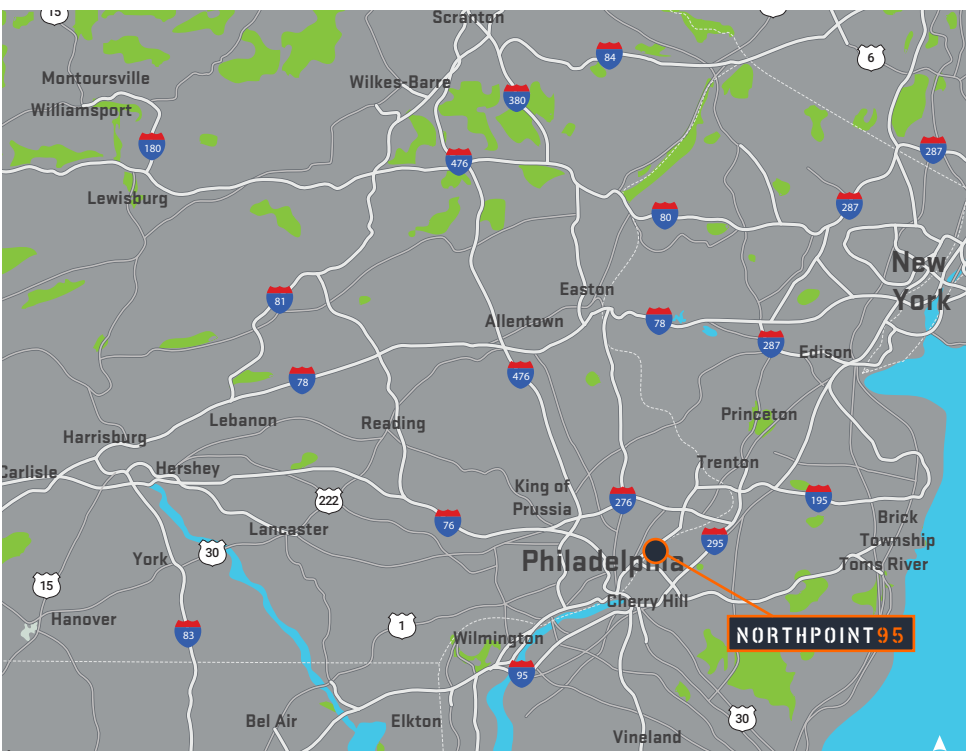 15
Scranton
6
84
Montoursville
Wilkes-Barre
380
Williamsport
180
287
476
Lewisburg
287
80
New
York
81
Easton
78
Allentown
287
Edison
476
78
Princeton
Lebanon
Reading
Harrisburg
Trenton
Carlisle
Hershey
King of
Prussia
222
276
195
76
Brick
Township
Lancaster
295
30
York
Philadelphia
Toms River
15
Cherry Hill
Hanover
1
83
Wilmington
NORTHPOINT95
95
Bel Air
Elkton
30
Vineland